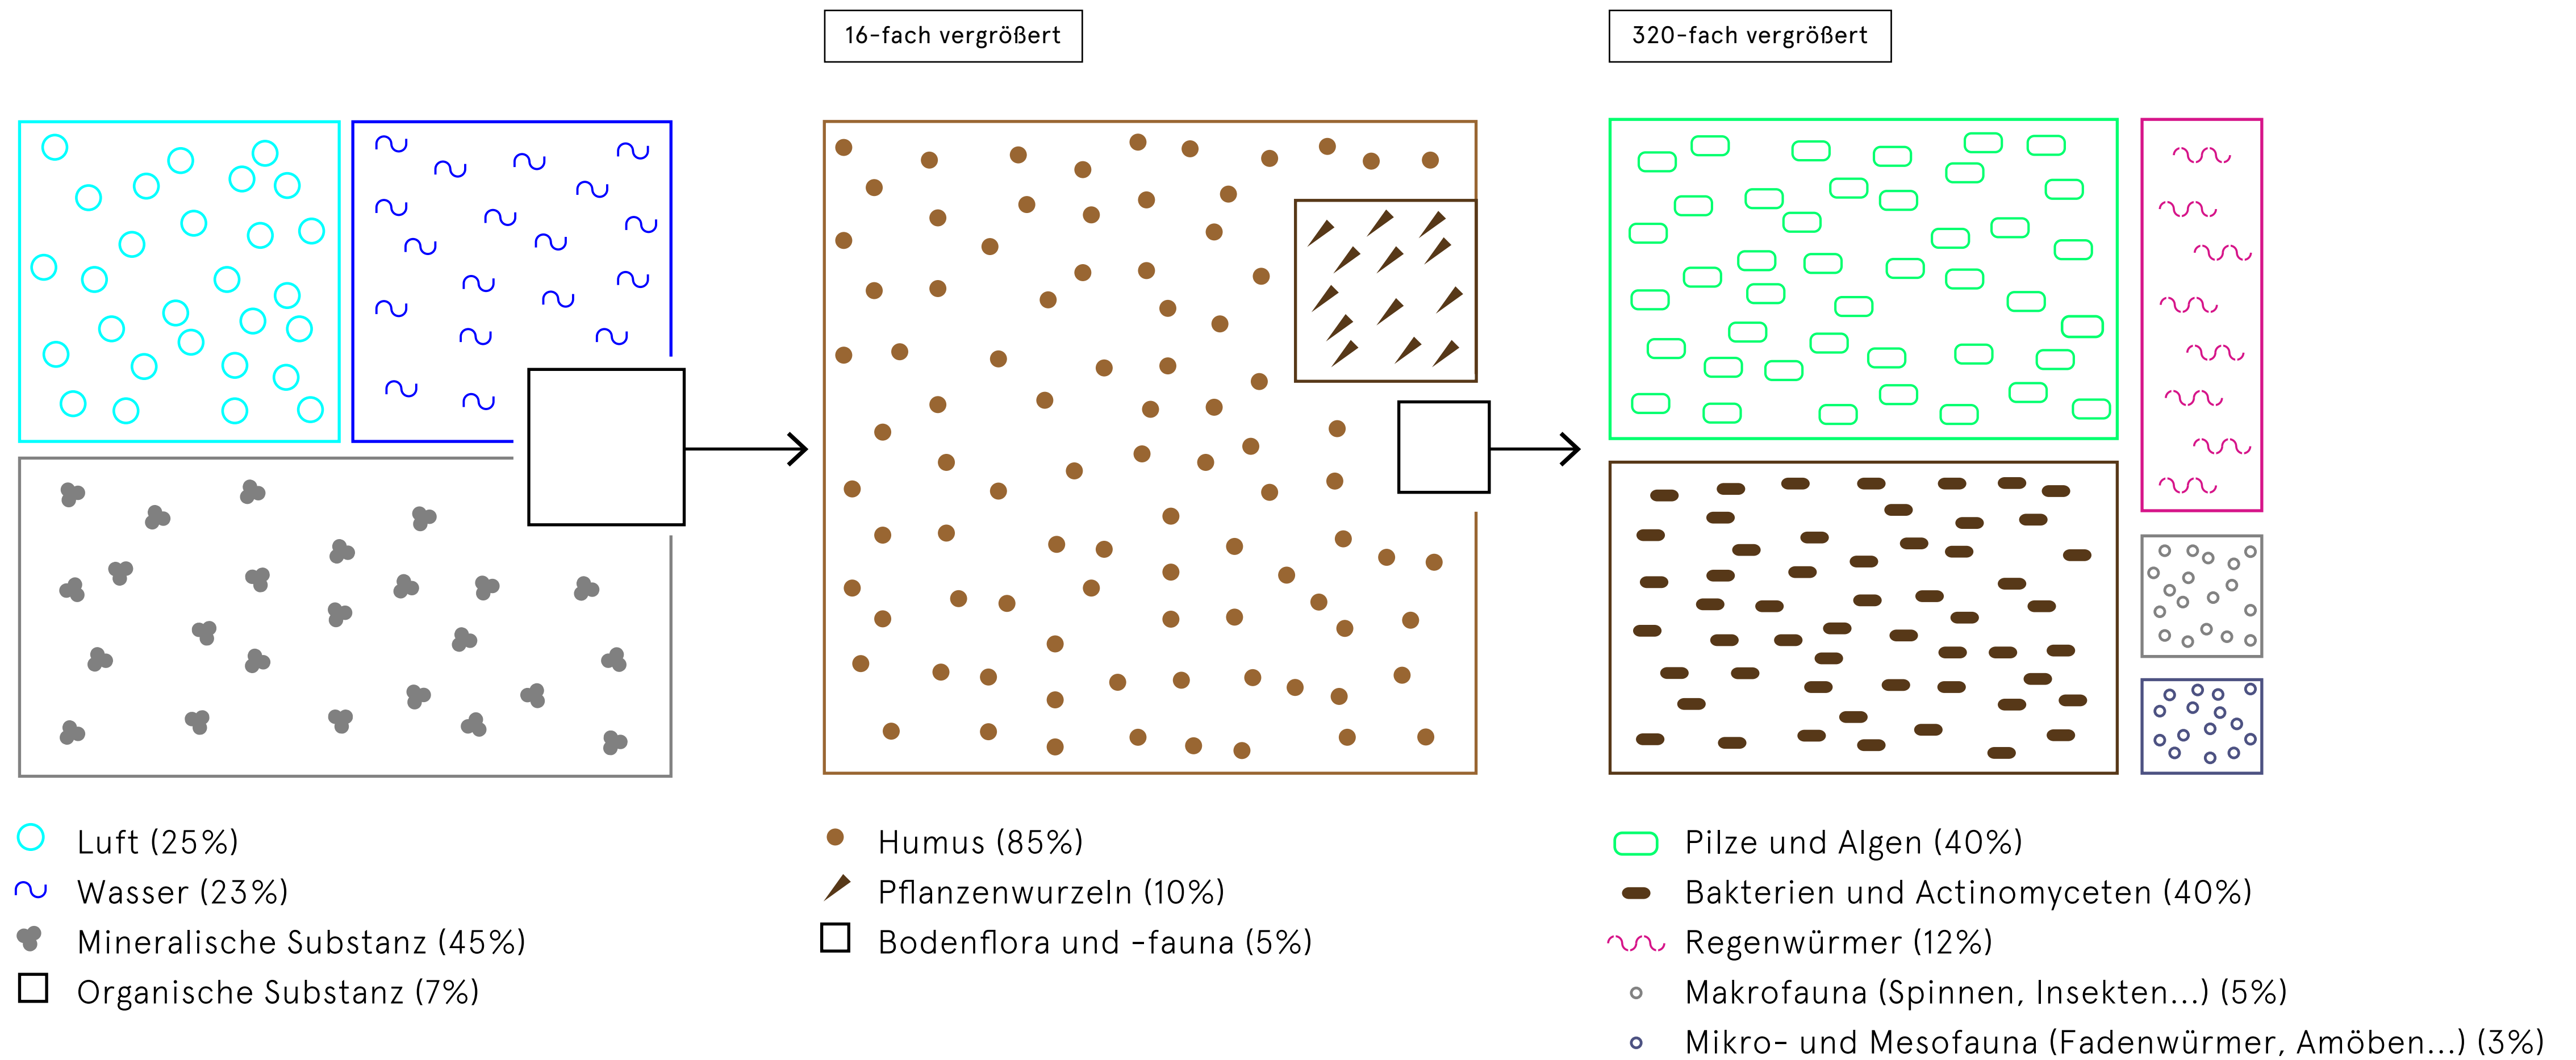 16-fach vergrößert
320-fach vergrößert
Luft (25%)
Wasser (23%)
Mineralische Substanz (45%)
Organische Substanz (7%)
Humus (85%)
Pflanzenwurzeln (10%)
Bodenflora und -fauna (5%)
Pilze und Algen (40%)
Bakterien und Actinomyceten (40%)
Regenwürmer (12%)
Makrofauna (Spinnen, Insekten...) (5%)
Mikro- und Mesofauna (Fadenwürmer, Amöben...) (3%)